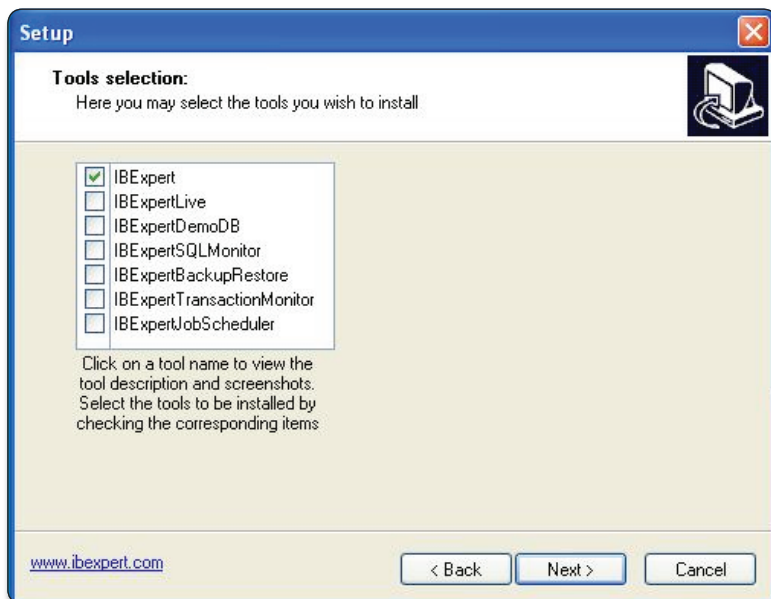 Setup
Tools selection:
Here you may select the tools you wish to install
IBExpert
IBExpertLive
IBExpertDemoDB
IBExpertSQLMonitor
IBExpertBackupRestore
IBExpertTransactionMonitor
IBExpertJobScheduler
Click on a tool name to view the
tool description and screenshots.
Select the tools to be installed by
checking the corresponding items
www.ibexpert.com
< Back
Next >
Cancel